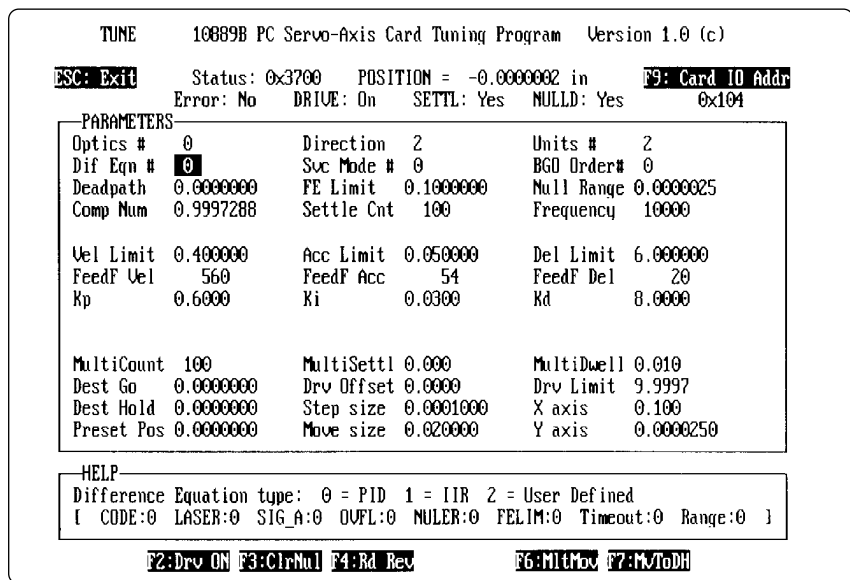 TUNE 10889B PC Servo-Axis Card Tuning Program Version 1.0 (c)
ESC: Exit Status: 0x3700 POSITION = -0.0000002 in F9: Card IO Addr
Error: No DRIVE: On SETTL: Yes NULLD: Yes 0x104
PARAMETERS
Optics # 0 Direction 2 Units # 2
Dif Eqn # 0 Svc Mode # 0 BGO Order# 0
Deadpath 0.0000000 FE Limit 0.1000000 Null Range 0.0000025
Comp Num 0.9997288 Settle Cnt 100 Frequency 10000
Vel Limit 0.400000 Acc Limit 0.050000 Del Limit 6.000000
FeedF Vel 560 FeedF Acc 54 FeedF Del 20
Kp 0.6000 Ki 0.0300 Kd 8.0000
MultiCount 100 MultiSettl 0.000 MultiDwell 0.010
Dest Go 0.0000000 Drv Offset 0.0000 Drv Limit 9.9997
Dest Hold 0.0000000 Step size 0.0001000 X axis 0.100
Preset Pos 0.0000000 Move size 0.020000 Y axis 0.0000250
HELP
Difference Equation type: 0 = PID 1 = IIR 2 = User Defined
[ CODE:0 LASER:0 SIG_A:0 OVFL:0 NULER:0 FELIM:0 Timeout:0 Range:0 ]
F2:Drv ON F3:ClrNul F4:Rd Rev F6:MltMov F7:MvToDH